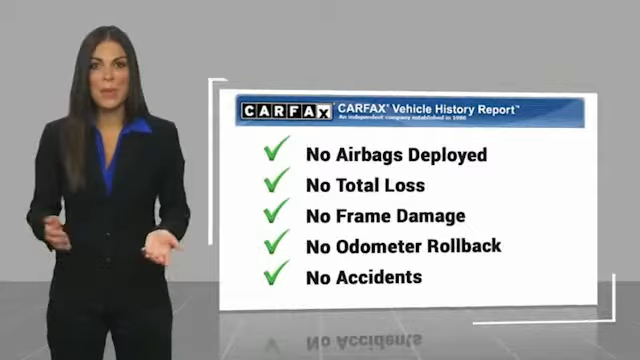 CARFAX CARFAX® Vehicle History Report™
An independent company established in 1986
No Airbags Deployed
No Total Loss
No Frame Damage
No Odometer Rollback
No Accidents